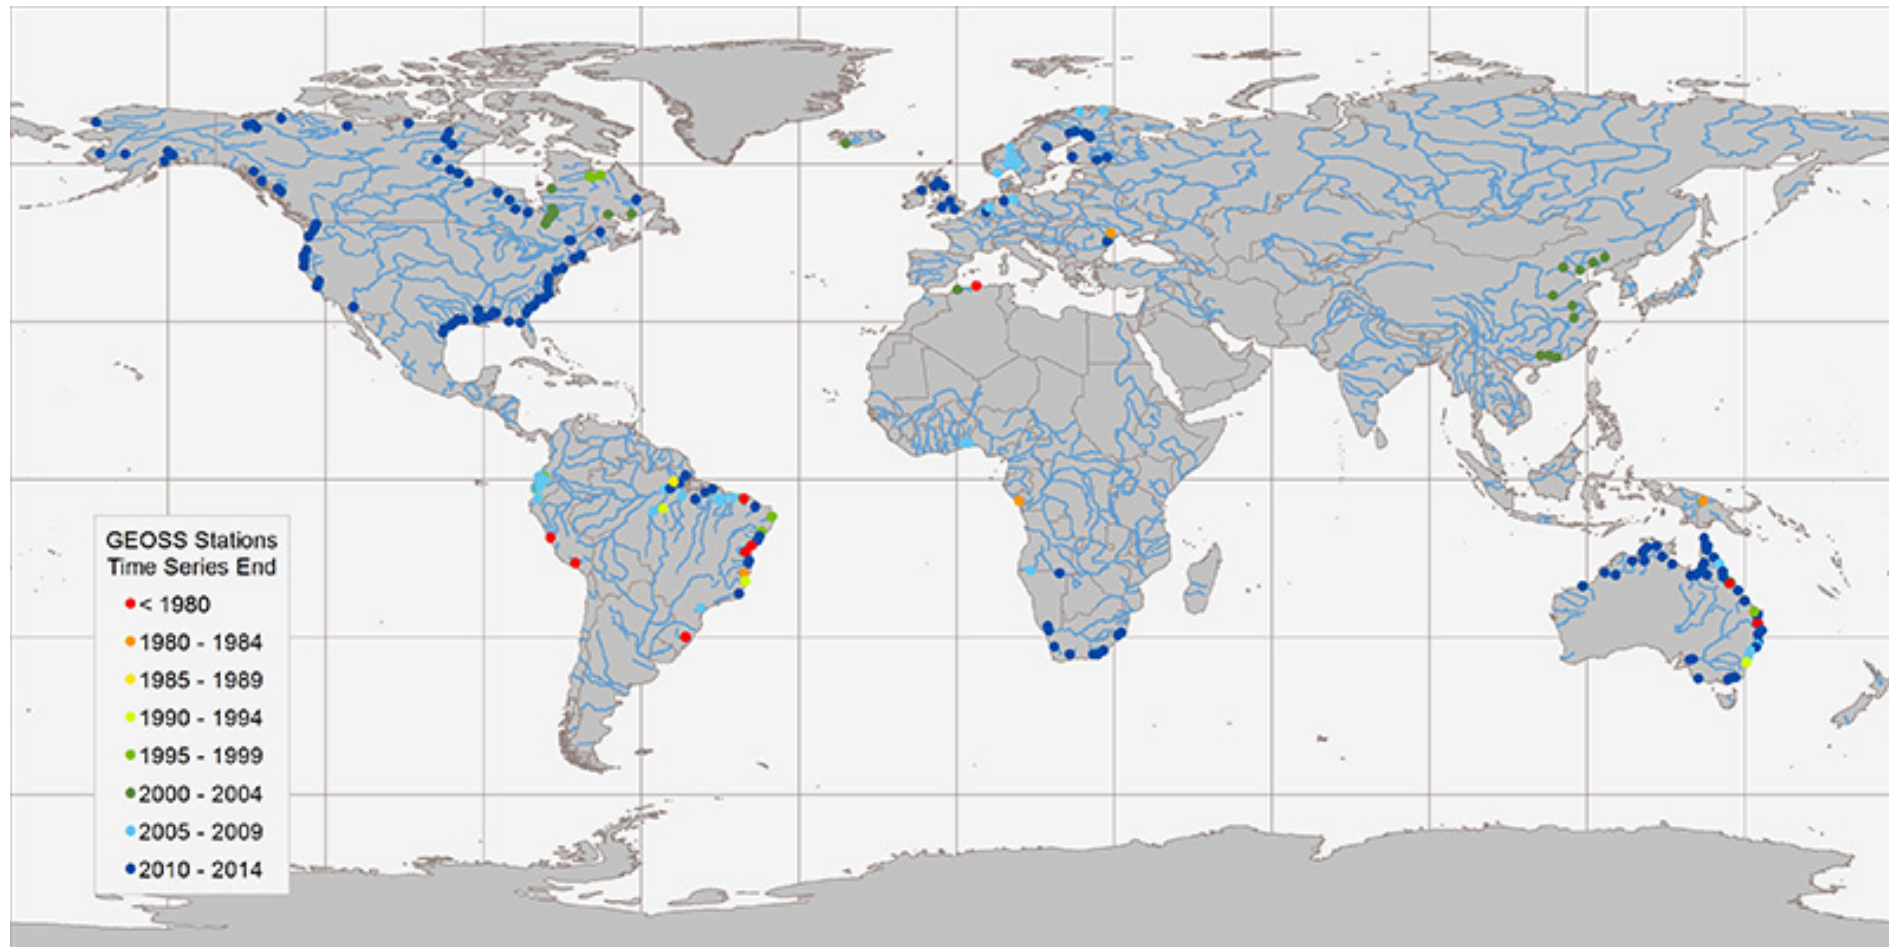 GEOSS Stations
Time Series End
< 1980
1980 - 1984
1985 - 1989
1990 - 1994
1995 - 1999
2000 - 2004
2005 - 2009
2010 - 2014